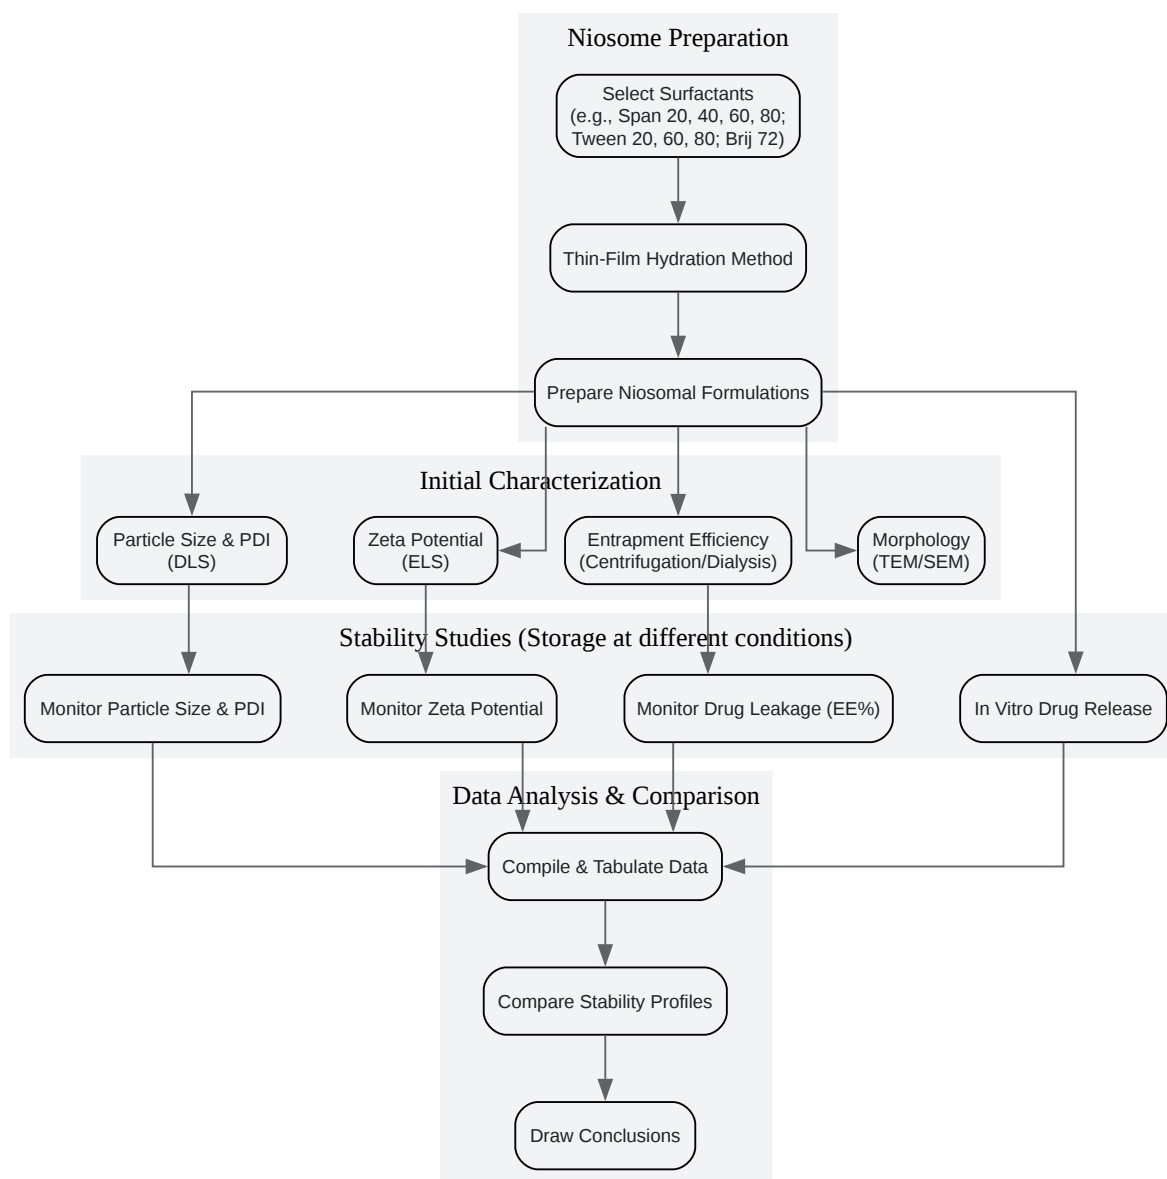 Niosome Preparation
Select Surfactants
(e.g., Span 20, 40, 60, 80;
Tween 20, 60, 80; Brij 72)
Thin-Film Hydration Method
Prepare Niosomal Formulations
Initial Characterization
Particle Size & PDI
(DLS)
Zeta Potential
(ELS)
Entrapment Efficiency
(Centrifugation/Dialysis)
Morphology
(TEM/SEM)
Stability Studies (Storage at different conditions)
Monitor Particle Size & PDI
Monitor Zeta Potential
Monitor Drug Leakage (EE%)
In Vitro Drug Release
Data Analysis & Comparison
Compile & Tabulate Data
Compare Stability Profiles
Draw Conclusions